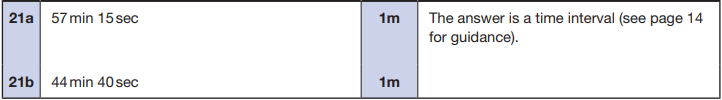 21a 57 min 15 sec 1m The answer is a time interval (see page 14
for guidance).
21b 44 min 40 sec 1m